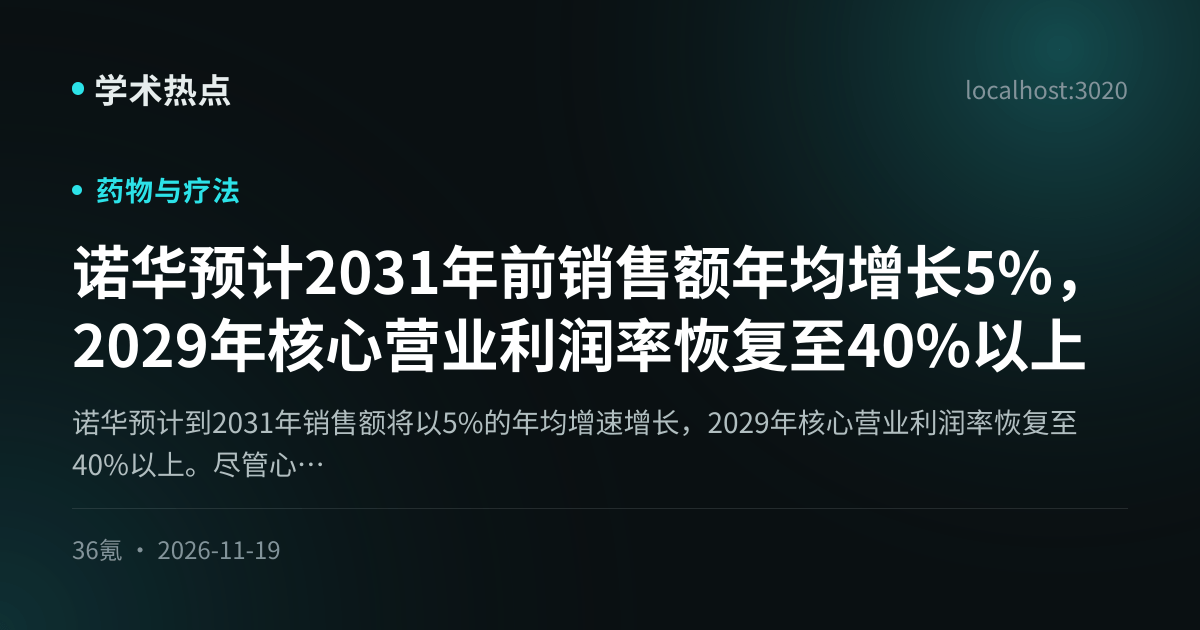 学术热点
localhost:3020
药物与疗法
诺华预计2031年前销售额年均增长5%，
2029年核心营业利润率恢复至40%以上
诺华预计到2031年销售额将以5%的年均增速增长，2029年核心营业利润率恢复至
40%以上。尽管心…
36氪 · 2026-11-19